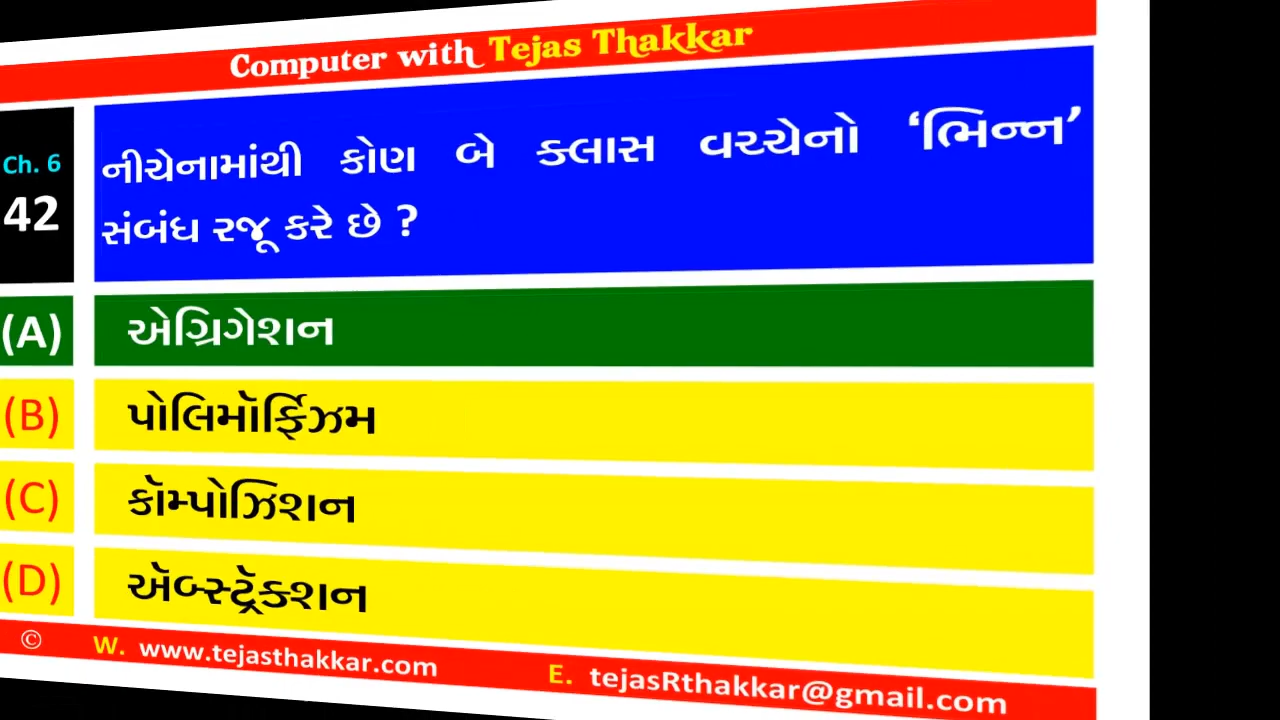 Computer with Tejas Thakkar
Ch. 6
42
નીચેનામાંથી કોણ બે ક્લાસ વચ્ચેનો ‘ભિન્ન’
સંબંધ રજૂ કરે છે ?
(A) એગ્રિગેશન
(B) પોલિમૉર્ફિઝમ
(C) કૉમ્પોઝિશન
(D) ઍબ્સ્ટ્રૅક્શન
© W. www.tejasthakkar.com E. tejasRthakkar@gmail.com